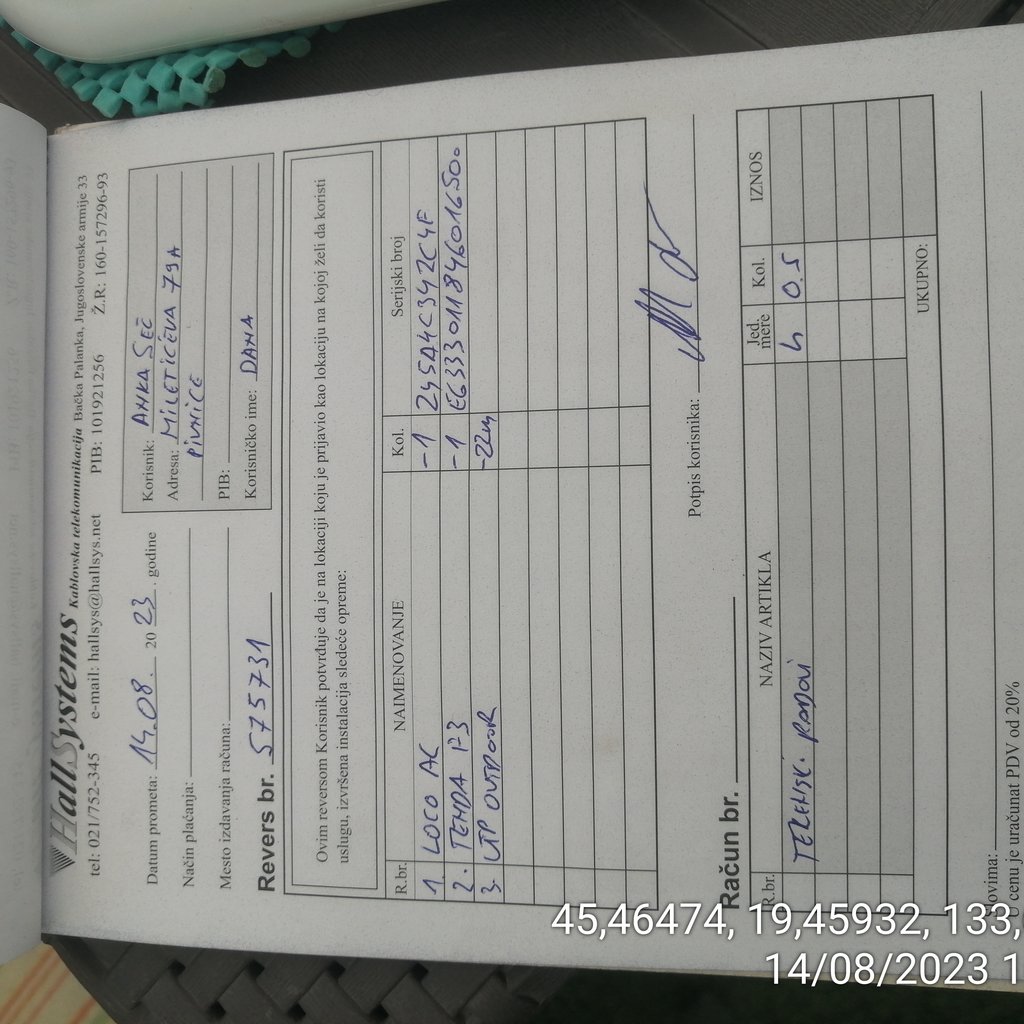 HallSystems Kablovska telekomunikacija Bačka Palanka, Jugoslovenske armije 33
tel: 021/752-345 e-mail: hallsys@hallsys.net PIB: 101921256 Ž.R: 160-157296-93
Datum prometa: 14.08. 20 23 . godine
Način plaćanja:
Mesto izdavanja računa:
Revers br. 575731
Korisnik: ANKA SEČ
Adresa: MILETIĆEVA 79A
PIVNICE
PIB:
Korisničko ime: DANA
Ovim reversom Korisnik potvrđuje da je na lokaciji koju je prijavio kao lokaciju na kojoj želi da koristi
uslugu, izvršena instalacija sledeće opreme:
R.br. NAIMENOVANJE Kol. Serijski broj
1. LOCO AC -1 245A4C342C4F
2. TENDA F3 -1 E6333011846016500
3. UTP OUTDOOR -22m
Potpis korisnika:
Račun br.
R.br. NAZIV ARTIKLA Jed. mere Kol. IZNOS
TERENSK. RADOVI h 0.5
UKUPNO:
Slovima:
U cenu je uračunat PDV od 20%
45,46474, 19,45932, 133,
14/08/2023 1